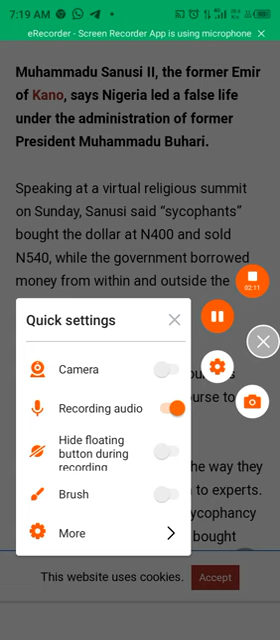 7:19 AM
eRecorder - Screen Recorder App is using microphone
Muhammadu Sanusi II, the former Emir
of Kano, says Nigeria led a false life
under the administration of former
President Muhammadu Buhari.
Speaking at a virtual religious summit
on Sunday, Sanusi said “sycophants”
bought the dollar at N400 and sold
N540, while the government borrowed
money from within and outside the
02:11
Quick settings
Camera
Recording audio
Hide floating
button during
recording
Brush
More
urse to
he way they
to experts.
ycophancy
bought
This website uses cookies.
Accept